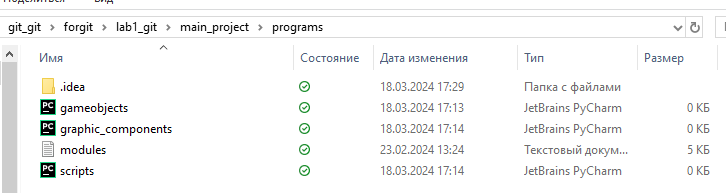 Поделиться Вид
git_git > forgit > lab1_git > main_project > programs
Имя Состояние Дата изменения Тип Размер
.idea 18.03.2024 17:29 Папка с файлами
PC gameobjects 18.03.2024 17:13 JetBrains PyCharm 0 КБ
PC graphic_components 18.03.2024 17:14 JetBrains PyCharm 0 КБ
modules 23.02.2024 13:24 Текстовый докум... 5 КБ
PC scripts 18.03.2024 17:14 JetBrains PyCharm 0 КБ